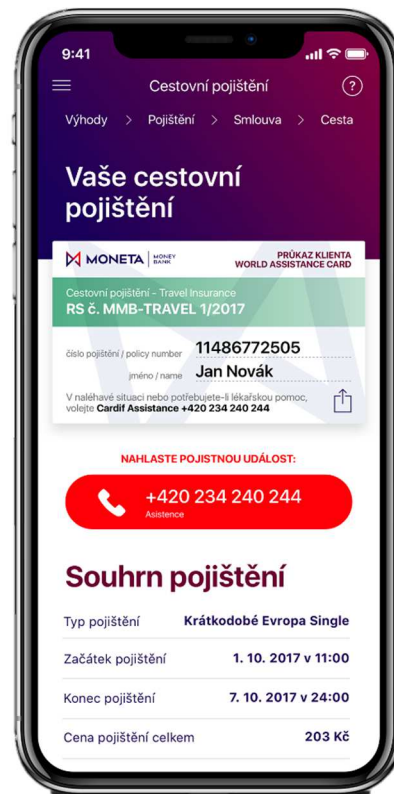 9:41
Cestovní pojištění
?
Výhody > Pojištění > Smlouva > Cesta
Vaše cestovní
pojištění
MONETA MONEY BANK
PRŮKAZ KLIENTA
WORLD ASSISTANCE CARD
Cestovní pojištění - Travel Insurance
RS č. MMB-TRAVEL 1/2017
číslo pojištění / policy number 11486772505
jméno / name Jan Novák
V naléhavé situaci nebo potřebujete-li lékařskou pomoc,
volejte Cardif Assistance +420 234 240 244
NAHLASTE POJISTNOU UDÁLOST:
+420 234 240 244
Asistence
Souhrn pojištění
Typ pojištění Krátkodobé Evropa Single
Začátek pojištění 1. 10. 2017 v 11:00
Konec pojištění 7. 10. 2017 v 24:00
Cena pojištění celkem 203 Kč